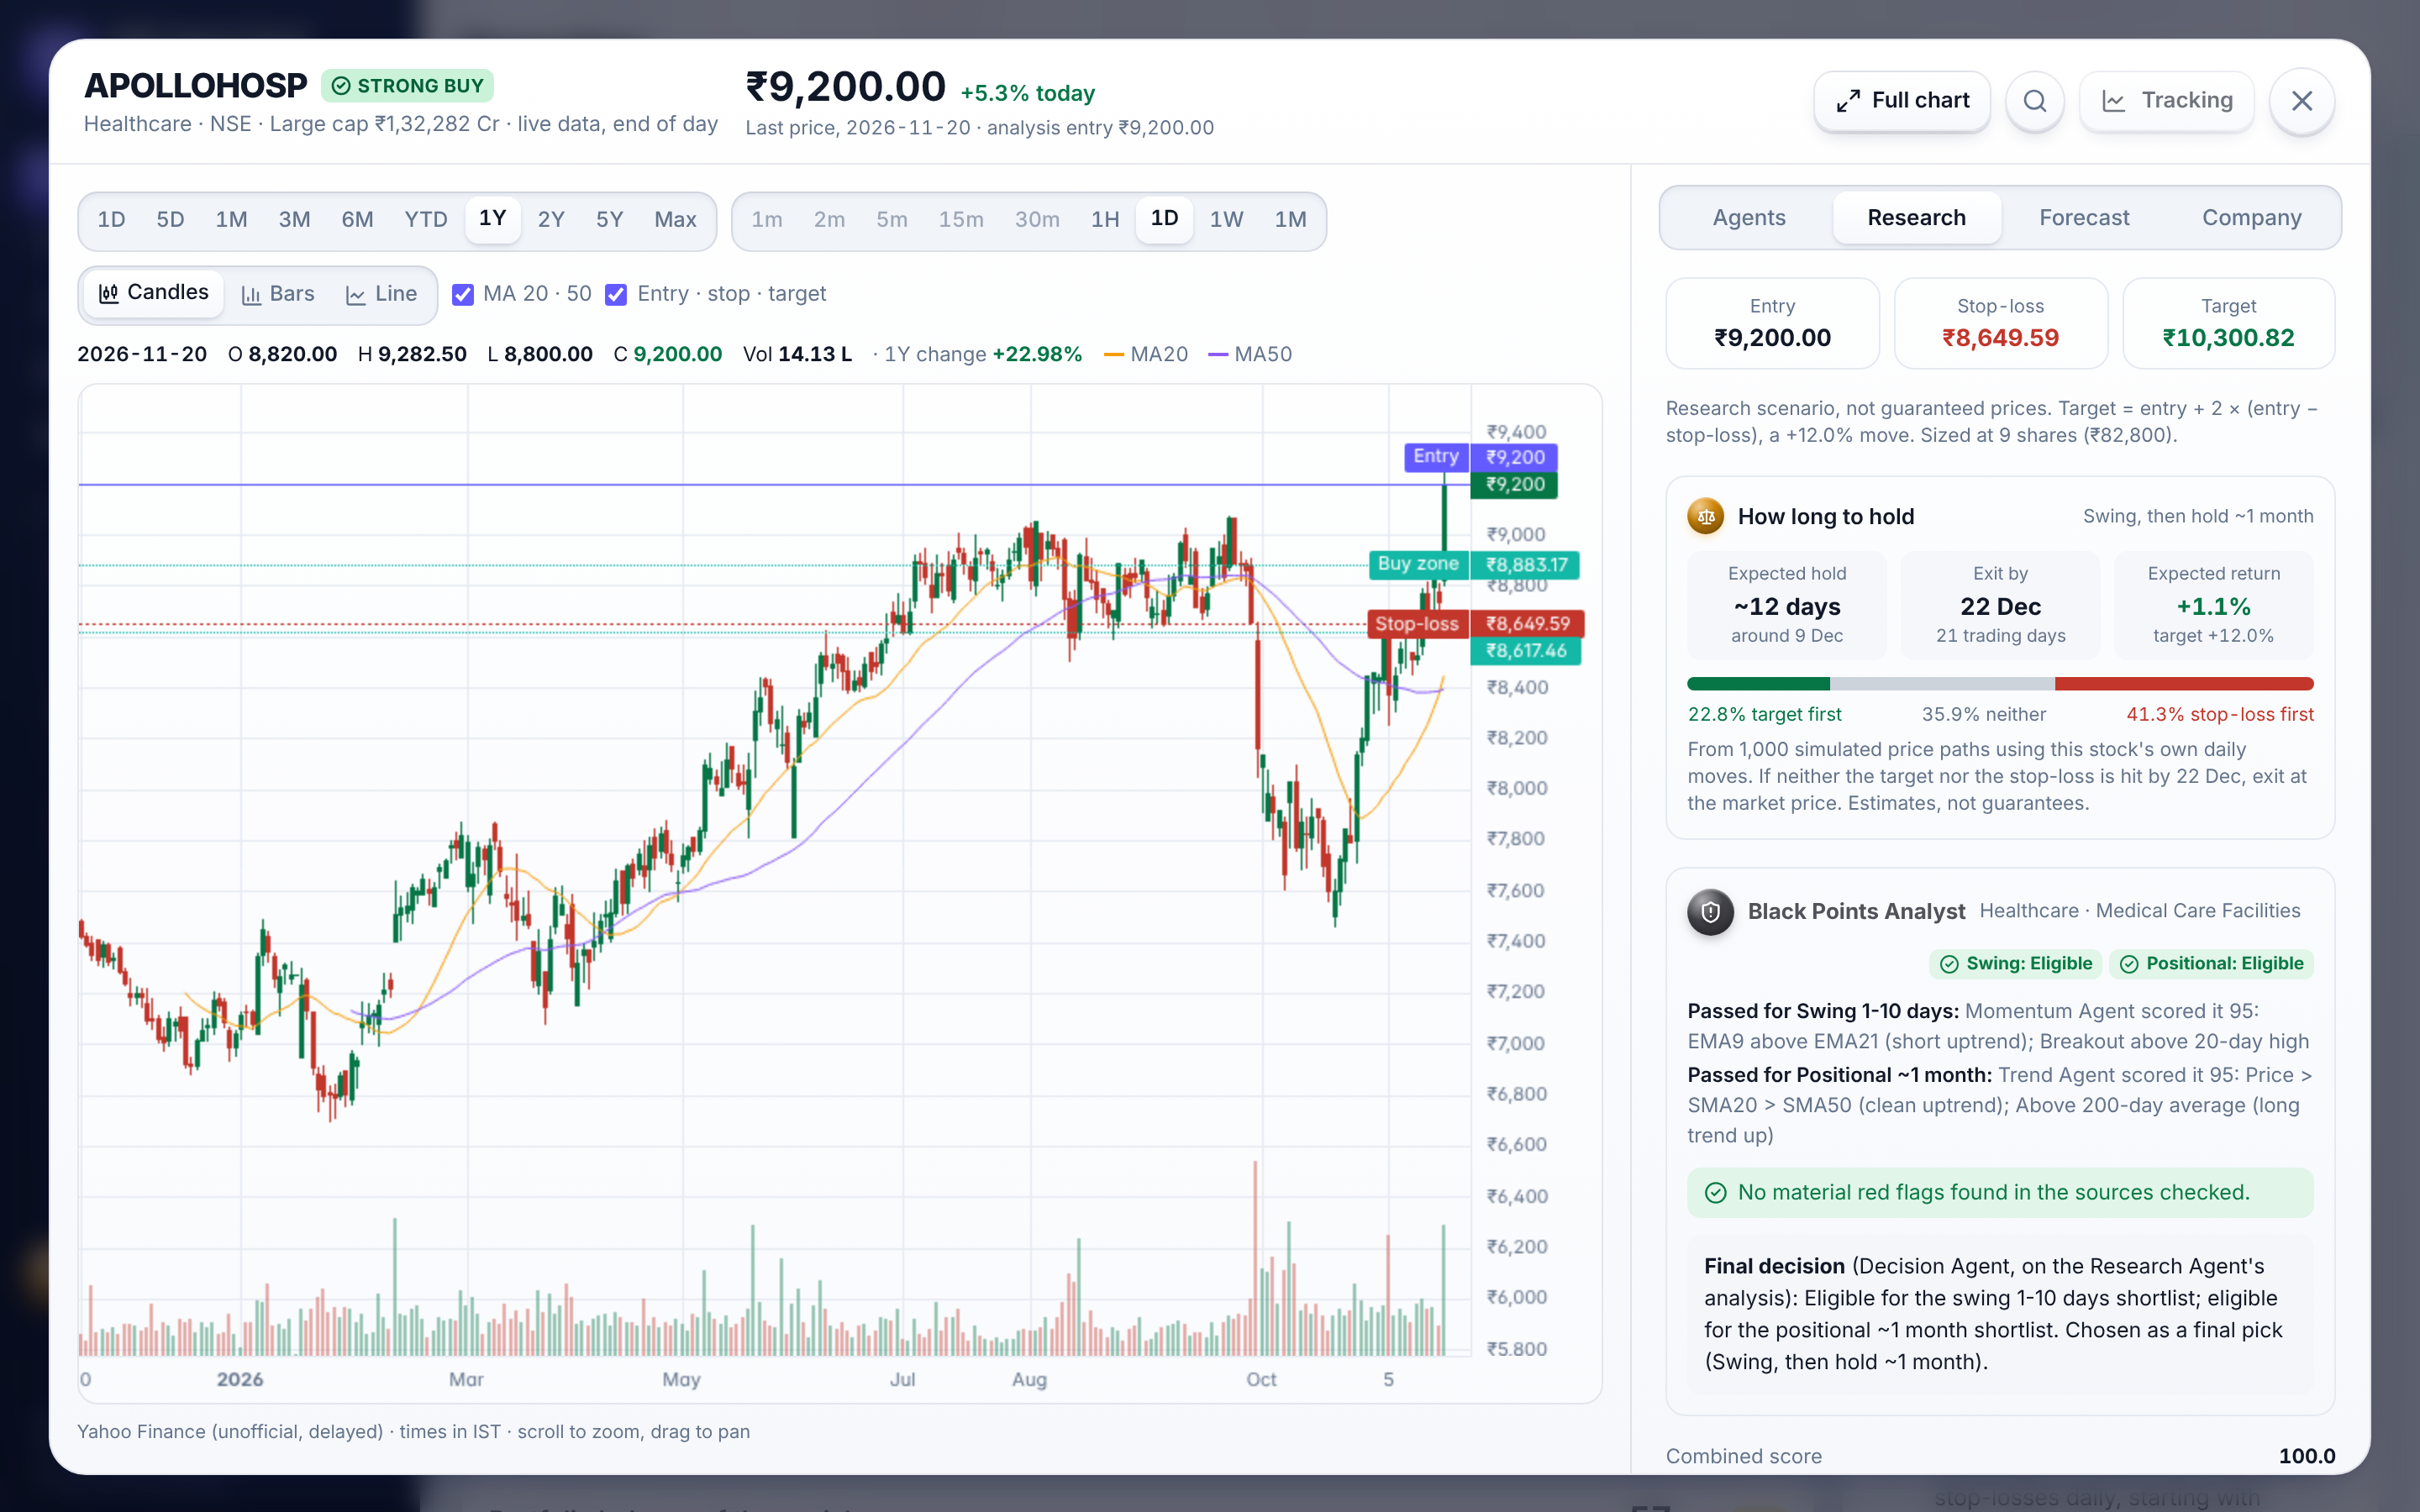 APOLLOHOSP
STRONG BUY
Healthcare · NSE · Large cap ₹1,32,282 Cr · live data, end of day
₹9,200.00 +5.3% today
Last price, 2026-11-20 · analysis entry ₹9,200.00
Full chart
Tracking
1D 5D 1M 3M 6M YTD 1Y 2Y 5Y Max
1m 2m 5m 15m 30m 1H 1D 1W 1M
Candles Bars Line
MA 20 · 50
Entry · stop · target
2026-11-20 O 8,820.00 H 9,282.50 L 8,800.00 C 9,200.00 Vol 14.13 L · 1Y change +22.98% MA20 MA50
₹9,400
Entry ₹9,200
₹9,200
₹9,000
Buy zone ₹8,883.17
₹8,800
Stop-loss ₹8,649.59
₹8,617.46
₹8,400
₹8,200
₹8,000
₹7,800
₹7,600
₹7,400
₹7,200
₹7,000
₹6,800
₹6,600
₹6,400
₹6,200
₹6,000
₹5,800
0 2026 Mar May Jul Aug Oct 5
Yahoo Finance (unofficial, delayed) · times in IST · scroll to zoom, drag to pan
Agents Research Forecast Company
Entry
₹9,200.00
Stop-loss
₹8,649.59
Target
₹10,300.82
Research scenario, not guaranteed prices. Target = entry + 2 × (entry −
stop-loss), a +12.0% move. Sized at 9 shares (₹82,800).
How long to hold
Swing, then hold ~1 month
Expected hold
~12 days
around 9 Dec
Exit by
22 Dec
21 trading days
Expected return
+1.1%
target +12.0%
22.8% target first
35.9% neither
41.3% stop-loss first
From 1,000 simulated price paths using this stock's own daily
moves. If neither the target nor the stop-loss is hit by 22 Dec, exit at
the market price. Estimates, not guarantees.
Black Points Analyst
Healthcare · Medical Care Facilities
Swing: Eligible
Positional: Eligible
Passed for Swing 1-10 days: Momentum Agent scored it 95:
EMA9 above EMA21 (short uptrend); Breakout above 20-day high
Passed for Positional ~1 month: Trend Agent scored it 95: Price >
SMA20 > SMA50 (clean uptrend); Above 200-day average (long
trend up)
No material red flags found in the sources checked.
Final decision (Decision Agent, on the Research Agent's
analysis): Eligible for the swing 1-10 days shortlist; eligible
for the positional ~1 month shortlist. Chosen as a final pick
(Swing, then hold ~1 month).
Combined score 100.0
stop-losses daily, starting with